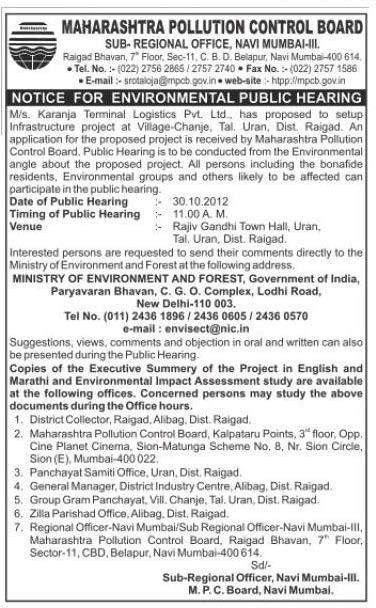 MAHARASHTRA POLLUTION CONTROL BOARD
SUB- REGIONAL OFFICE, NAVI MUMBAI-III.
Raigad Bhavan, 7th Floor, Sec-11, C. B. D. Belapur, Navi Mumbai-400 614.
• Tel. No. :- (022) 2756 2865 / 2757 2740 • Fax No. :- (022) 2757 1586
• E-mail :- srotaloja@mpcb.gov.in • web-site :- htpp://mpcb.gov.in
NOTICE FOR ENVIRONMENTAL PUBLIC HEARING
M/s. Karanja Terminal Logistics Pvt. Ltd., has proposed to setup
Infrastructure project at Village-Chanje, Tal. Uran, Dist. Raigad. An
application for the proposed project is received by Maharashtra Pollution
Control Board. Public Hearing is to be conducted from the Environmental
angle about the proposed project. All persons including the bonafide
residents, Environmental groups and others likely to be affected can
participate in the public hearing.
Date of Public Hearing :- 30.10.2012
Timing of Public Hearing :- 11.00 A. M.
Venue :- Rajiv Gandhi Town Hall, Uran,
Tal. Uran, Dist. Raigad.
Interested persons are requested to send their comments directly to the
Ministry of Environment and Forest at the following address.
MINISTRY OF ENVIRONMENT AND FOREST, Government of India,
Paryavaran Bhavan, C. G. O. Complex, Lodhi Road,
New Delhi-110 003.
Tel No. (011) 2436 1896 / 2436 0605 / 2436 0570
e-mail : envisect@nic.in
Suggestions, views, comments and objection in oral and written can also
be presented during the Public Hearing.
Copies of the Executive Summery of the Project in English and
Marathi and Environmental Impact Assessment study are available
at the following offices. Concerned persons may study the above
documents during the Office hours.
1. District Collector, Raigad, Alibag, Dist. Raigad.
2. Maharashtra Pollution Control Board, Kalpataru Points, 3rd floor, Opp.
Cine Planet Cinema, Sion-Matunga Scheme No. 8, Nr. Sion Circle,
Sion (E), Mumbai-400 022.
3. Panchayat Samiti Office, Uran, Dist. Raigad.
4. General Manager, District Industry Centre, Alibag, Dist. Raigad.
5. Group Gram Panchayat, Vill. Chanje, Tal. Uran, Dist. Raigad.
6. Zilla Parishad Office, Alibag, Dist. Raigad.
7. Regional Officer-Navi Mumbai/Sub Regional Officer-Navi Mumbai-III,
Maharashtra Pollution Control Board, Raigad Bhavan, 7th Floor,
Sector-11, CBD, Belapur, Navi Mumbai-400 614.
Sd/-
Sub-Regional Officer, Navi Mumbai-III.
M. P. C. Board, Navi Mumbai.